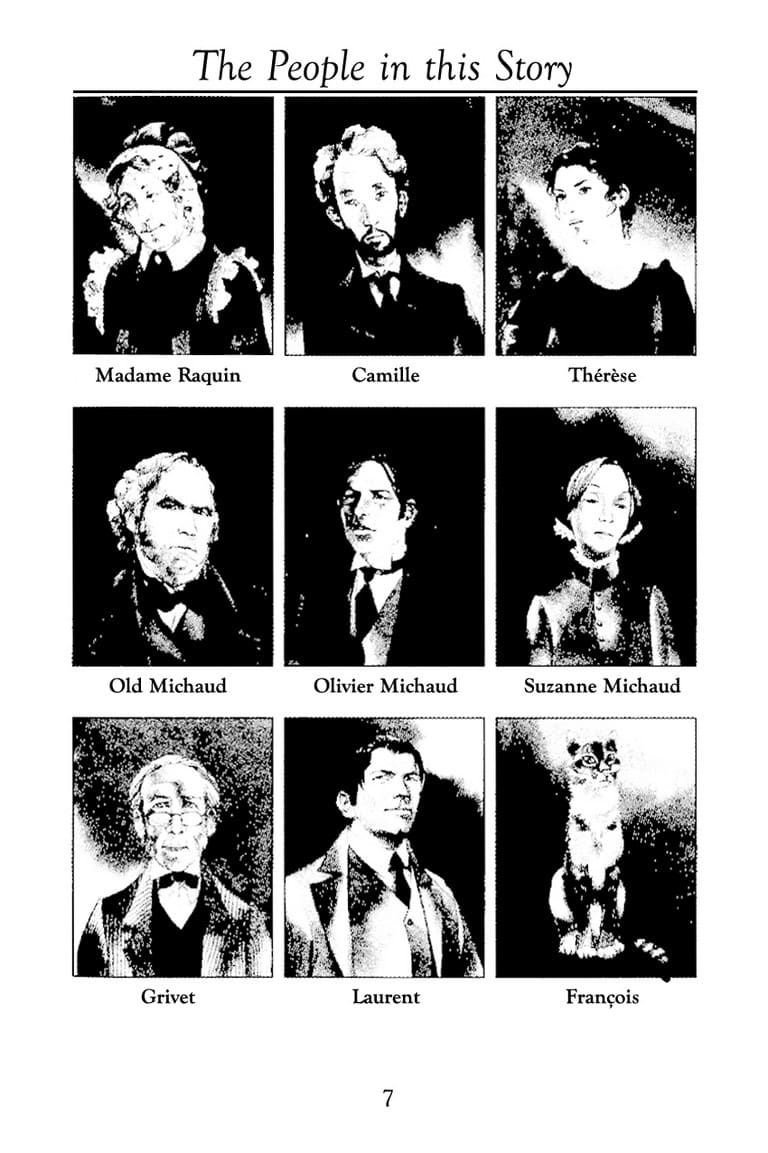 The People in this Story
Madame Raquin
Camille
Thérèse
Old Michaud
Olivier Michaud
Suzanne Michaud
Grivet
Laurent
François
7